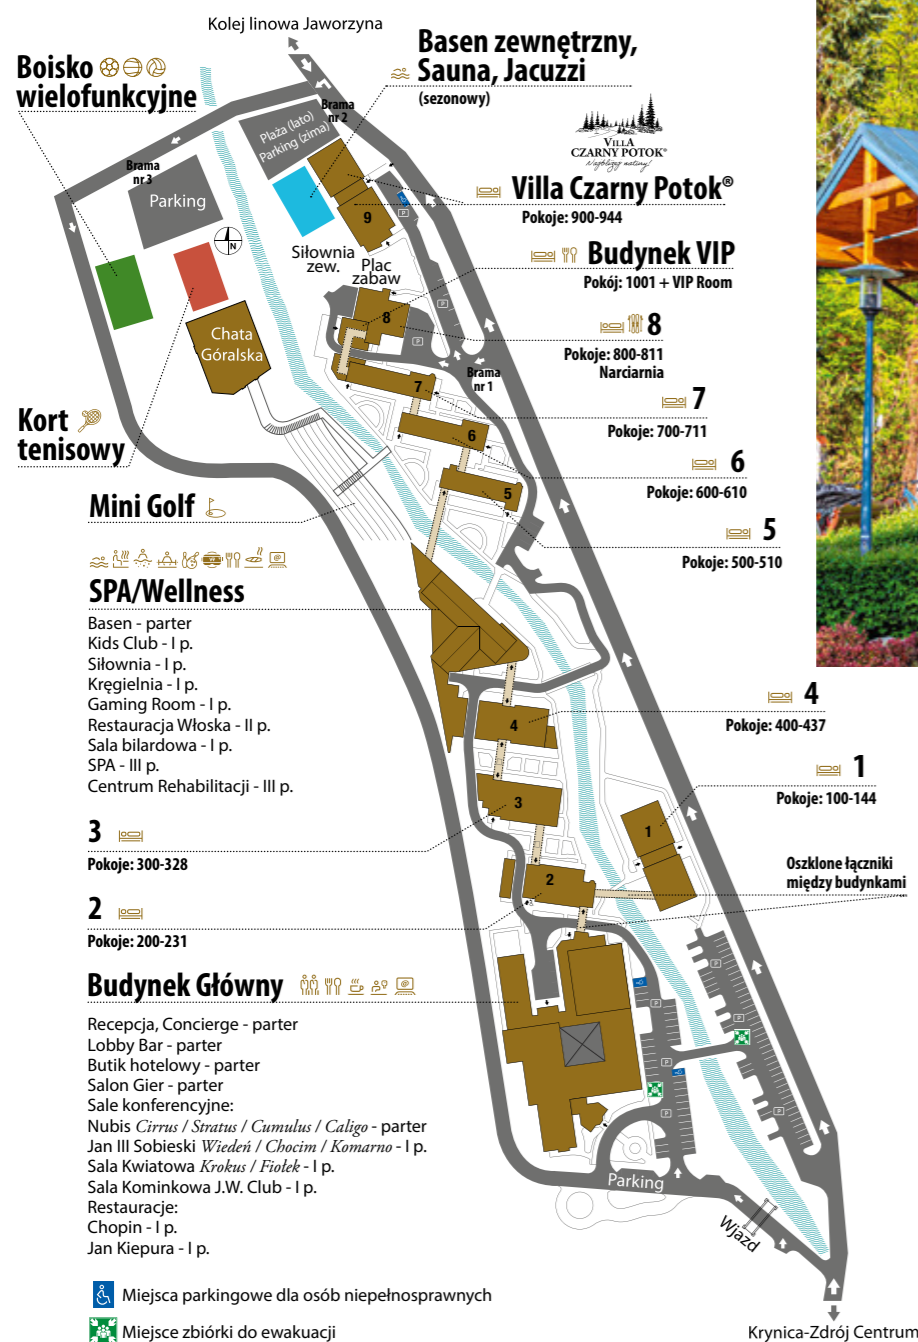 Kolej linowa Jaworzyna
Boisko
wielofunkcyjne
Basen zewnętrzny,
Sauna, Jacuzzi
(sezonowy)
Brama
nr 2
Plaża (lato)
Parking (zima)
Brama
nr 3
Parking
N
VILLA
CZARNY POTOK®
Najbliżej natury!
Villa Czarny Potok®
Pokoje: 900-944
9
P
Siłownia
zew.
Plac
zabaw
Budynek VIP
Pokój: 1001 + VIP Room
P
8
8
Pokoje: 800-811
Narciarnia
P
Chata
Góralska
Brama
nr 1
7
7
Pokoje: 700-711
Kort
tenisowy
6
6
Pokoje: 600-610
5
5
Pokoje: 500-510
Mini Golf
SPA/Wellness
Basen - parter
Kids Club - I p.
Siłownia - I p.
Kręgielnia - I p.
Gaming Room - I p.
Restauracja Włoska - II p.
Sala bilardowa - I p.
SPA - III p.
Centrum Rehabilitacji - III p.
4
4
Pokoje: 400-437
1
1
Pokoje: 100-144
3
3
Pokoje: 300-328
Oszklone łączniki
między budynkami
2
2
Pokoje: 200-231
Budynek Główny
Recepcja, Concierge - parter
Lobby Bar - parter
Butik hotelowy - parter
Salon Gier - parter
Sale konferencyjne:
Nubis Cirrus / Stratus / Cumulus / Caligo - parter
Jan III Sobieski Wiedeń / Chocim / Komarno - I p.
Sala Kwiatowa Krokus / Fiołek - I p.
Sala Kominkowa J.W. Club - I p.
Restauracje:
Chopin - I p.
Jan Kiepura - I p.
P
P
P
P
P
P
Parking
Wjazd
Miejsca parkingowe dla osób niepełnosprawnych
Miejsce zbiórki do ewakuacji
Krynica-Zdrój Centrum